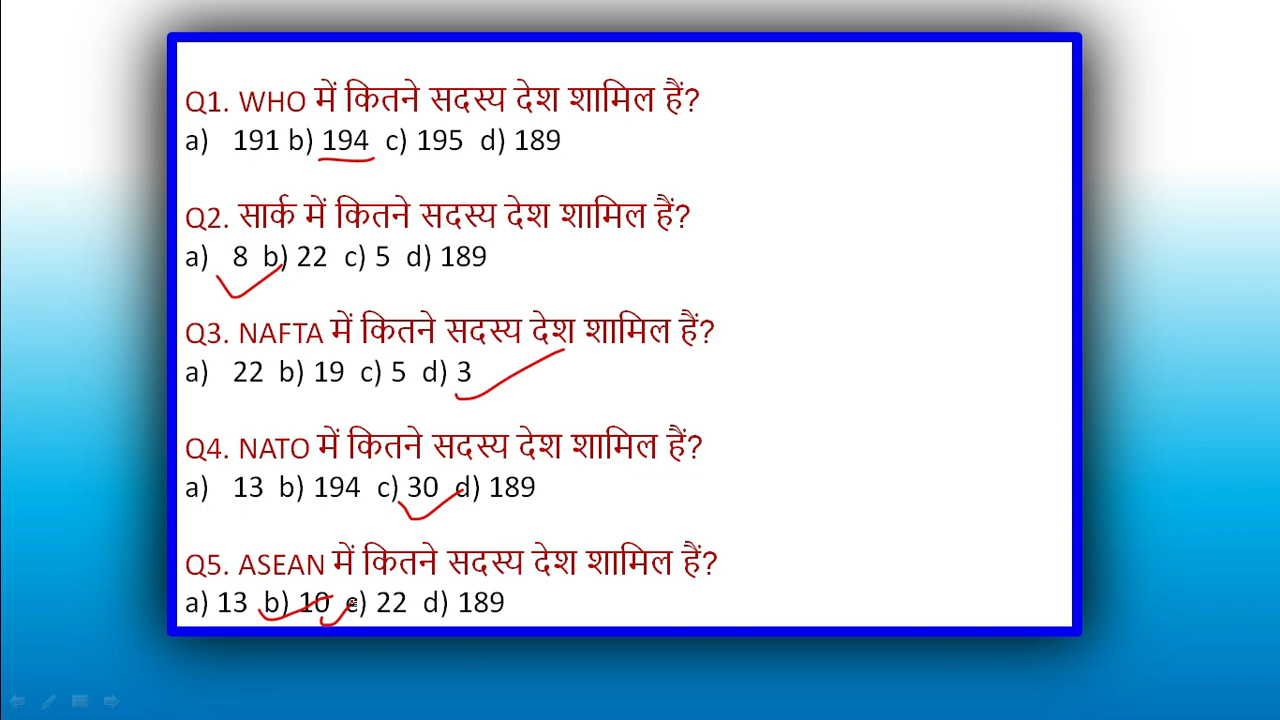 Q1. WHO में कितने सदस्य देश शामिल हैं?
a) 191 b) 194 c) 195 d) 189
Q2. सार्क में कितने सदस्य देश शामिल हैं?
a) 8 b) 22 c) 5 d) 189
Q3. NAFTA में कितने सदस्य देश शामिल हैं?
a) 22 b) 19 c) 5 d) 3
Q4. NATO में कितने सदस्य देश शामिल हैं?
a) 13 b) 194 c) 30 d) 189
Q5. ASEAN में कितने सदस्य देश शामिल हैं?
a) 13 b) 10 c) 22 d) 189